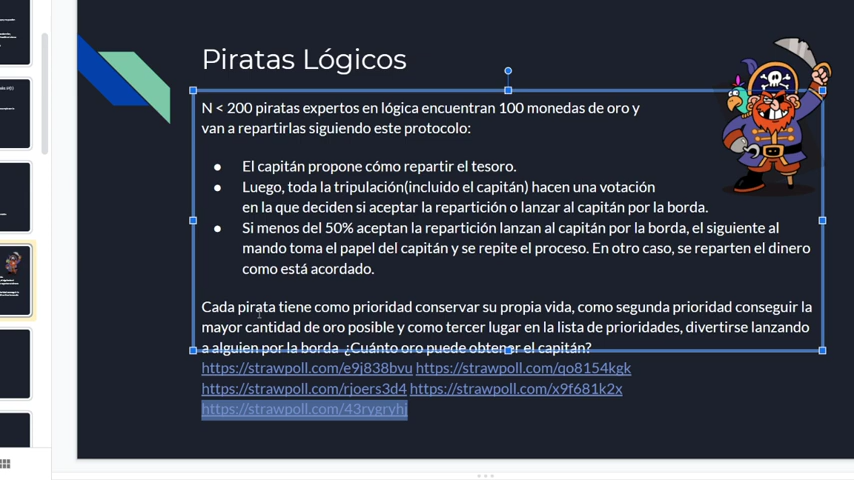 Piratas Lógicos
N < 200 piratas expertos en lógica encuentran 100 monedas de oro y
van a repartirlas siguiendo este protocolo:
● El capitán propone cómo repartir el tesoro.
● Luego, toda la tripulación(incluido el capitán) hacen una votación
en la que deciden si aceptar la repartición o lanzar al capitán por la borda.
● Si menos del 50% aceptan la repartición lanzan al capitán por la borda, el siguiente al
mando toma el papel del capitán y se repite el proceso. En otro caso, se reparten el dinero
como está acordado.
Cada pirata tiene como prioridad conservar su propia vida, como segunda prioridad conseguir la
mayor cantidad de oro posible y como tercer lugar en la lista de prioridades, divertirse lanzando
a alguien por la borda ¿Cuánto oro puede obtener el capitán?
https://strawpoll.com/e9j838bvu https://strawpoll.com/qo8154kgk
https://strawpoll.com/rjoers3d4 https://strawpoll.com/x9f681k2x
https://strawpoll.com/43rygryhj